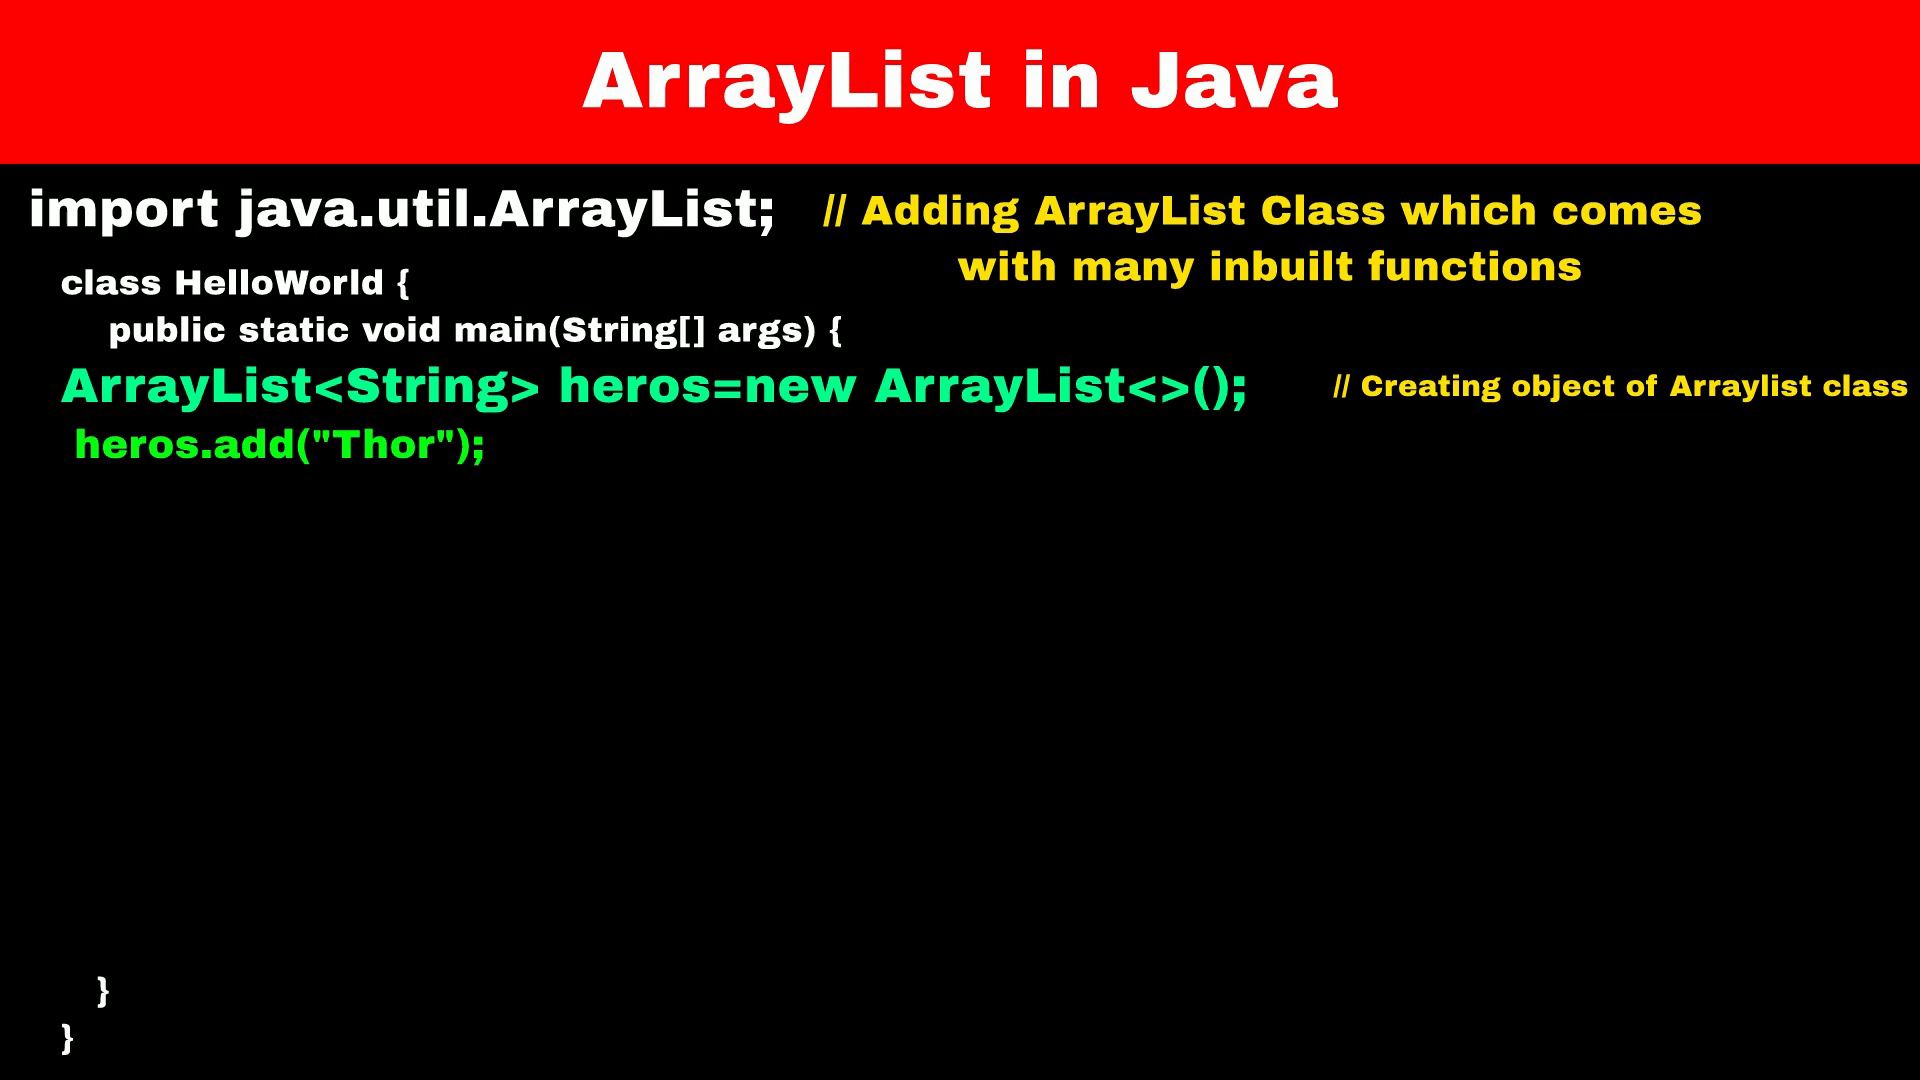 ArrayList in Java
import java.util.ArrayList; // Adding ArrayList Class which comes
with many inbuilt functions
class HelloWorld {
public static void main(String[] args) {
ArrayList<String> heros=new ArrayList<>(); // Creating object of Arraylist class
heros.add("Thor");
}
}